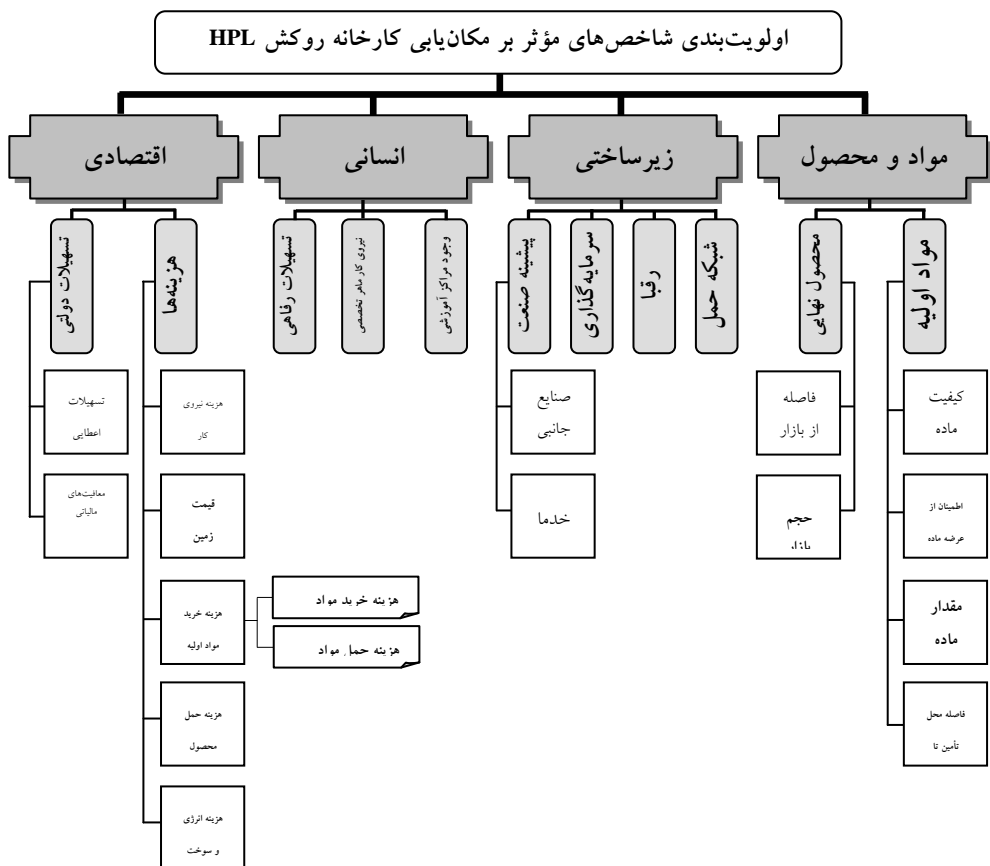 اولویت‌بندی شاخص‌های مؤثر بر مکان‌یابی کارخانه روکش HPL
مواد و محصول
زیرساختی
انسانی
اقتصادی
مواد اولیه
محصول نهایی
شبکه حمل
رقبا
سرمایه‌گذاری
پیشینه صنعت
وجود مراکز آموزشی
نیروی کار ماهر تخصصی
تسهیلات رفاهی
هزینه‌ها
تسهیلات دولتی
کیفیت
ماده
اطمینان از
عرضه ماده
مقدار
ماده
فاصله محل
تأمین تا
فاصله
از بازار
حجم
بازار
صنایع
جانبی
خدما
هزینه نیروی
کار
قیمت
زمین
هزینه خرید
مواد اولیه
هزینه خرید مواد
هزینه حمل مواد
هزینه حمل
محصول
هزینه انرژی
و سوخت
تسهیلات
اعطایی
معافیت‌های
مالیاتی